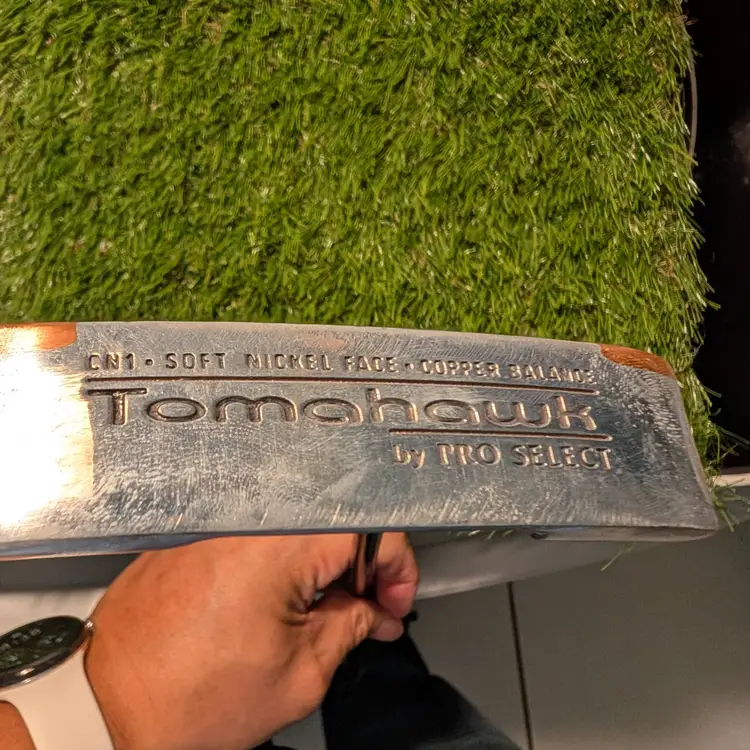 CN1 • SOFT NICKEL FACE • COPPER BALANCE
Tomahawk
by PRO SELECT